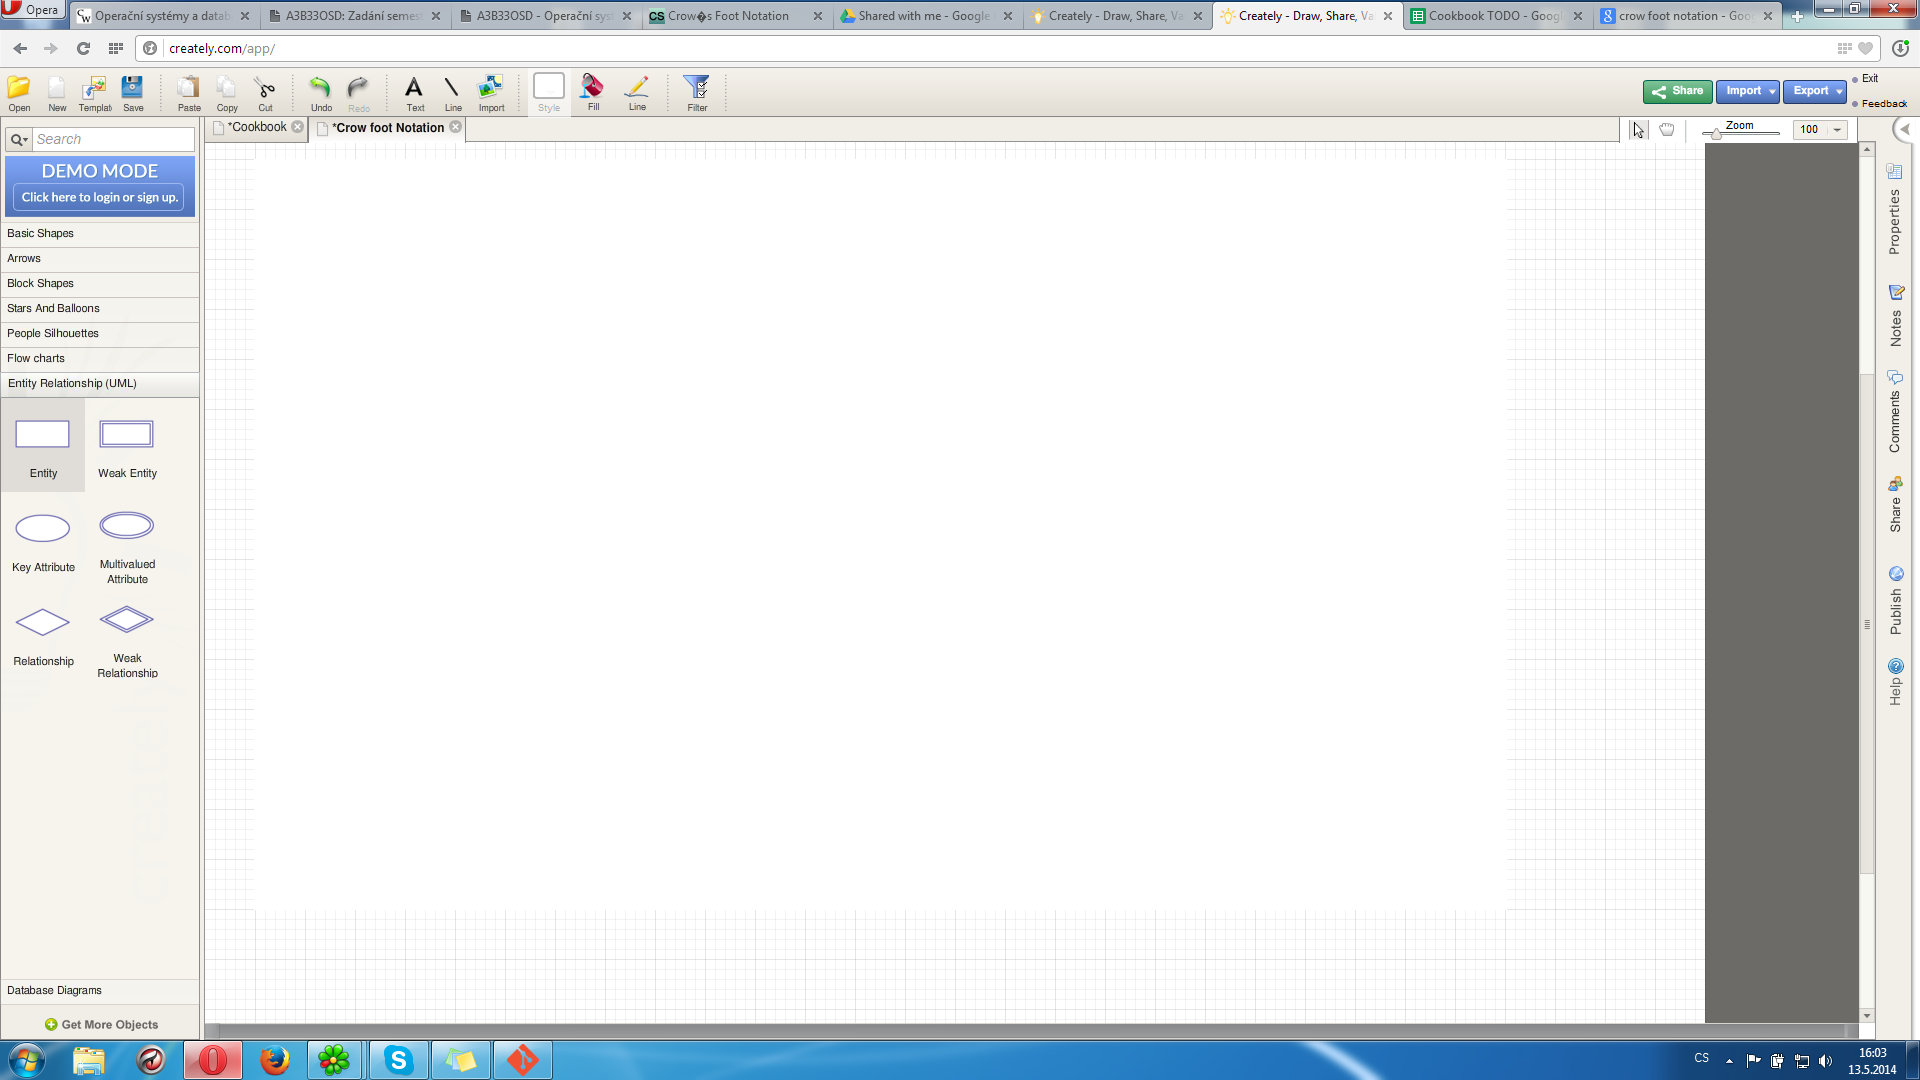 Opera
Operační systémy a datab
A3B33OSD: Zadání semes
A3B33OSD - Operační sys
CS Crow�s Foot Notation
Shared with me - Google
Creately - Draw, Share, Va
Creately - Draw, Share, Va
Cookbook TODO - Googl
crow foot notation - Goo
creately.com/app/
Open
New
Templat
Save
Paste
Copy
Cut
Undo
Redo
Text
Line
Import
Style
Fill
Line
Filter
Share
Import
Export
Exit
Feedback
Search
*Cookbook
*Crow foot Notation
Zoom
100
DEMO MODE
Click here to login or sign up.
Basic Shapes
Arrows
Block Shapes
Stars And Balloons
People Silhouettes
Flow charts
Entity Relationship (UML)
Entity
Weak Entity
Key Attribute
Multivalued
Attribute
Relationship
Weak
Relationship
Database Diagrams
Get More Objects
Properties
Notes
Comments
Share
Publish
Help
CS
16:03
13.5.2014